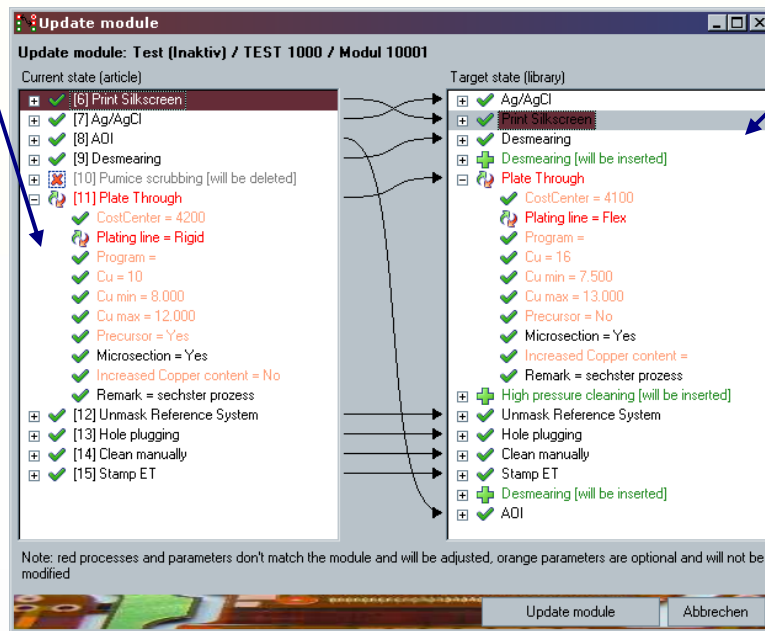 Update module
Update module: Test (Inaktiv) / TEST 1000 / Modul 10001
Current state (article)
[6] Print Silkscreen
[7] Ag/AgCl
[8] AOI
[9] Desmearing
[10] Pumice scrubbing [will be deleted]
[11] Plate Through
CostCenter = 4200
Plating line = Rigid
Program =
Cu = 10
Cu min = 8.000
Cu max = 12.000
Precursor = Yes
Microsection = Yes
Increased Copper content = No
Remark = sechster prozess
[12] Unmask Reference System
[13] Hole plugging
[14] Clean manually
[15] Stamp ET
Target state (library)
Ag/AgCl
Print Silkscreen
Desmearing
Desmearing [will be inserted]
Plate Through
CostCenter = 4100
Plating line = Flex
Program =
Cu = 16
Cu min = 7.500
Cu max = 13.000
Precursor = No
Microsection = Yes
Increased Copper content =
Remark = sechster prozess
High pressure cleaning [will be inserted]
Unmask Reference System
Hole plugging
Clean manually
Stamp ET
Desmearing [will be inserted]
AOI
Note: red processes and parameters don't match the module and will be adjusted, orange parameters are optional and will not be
modified
Update module
Abbrechen